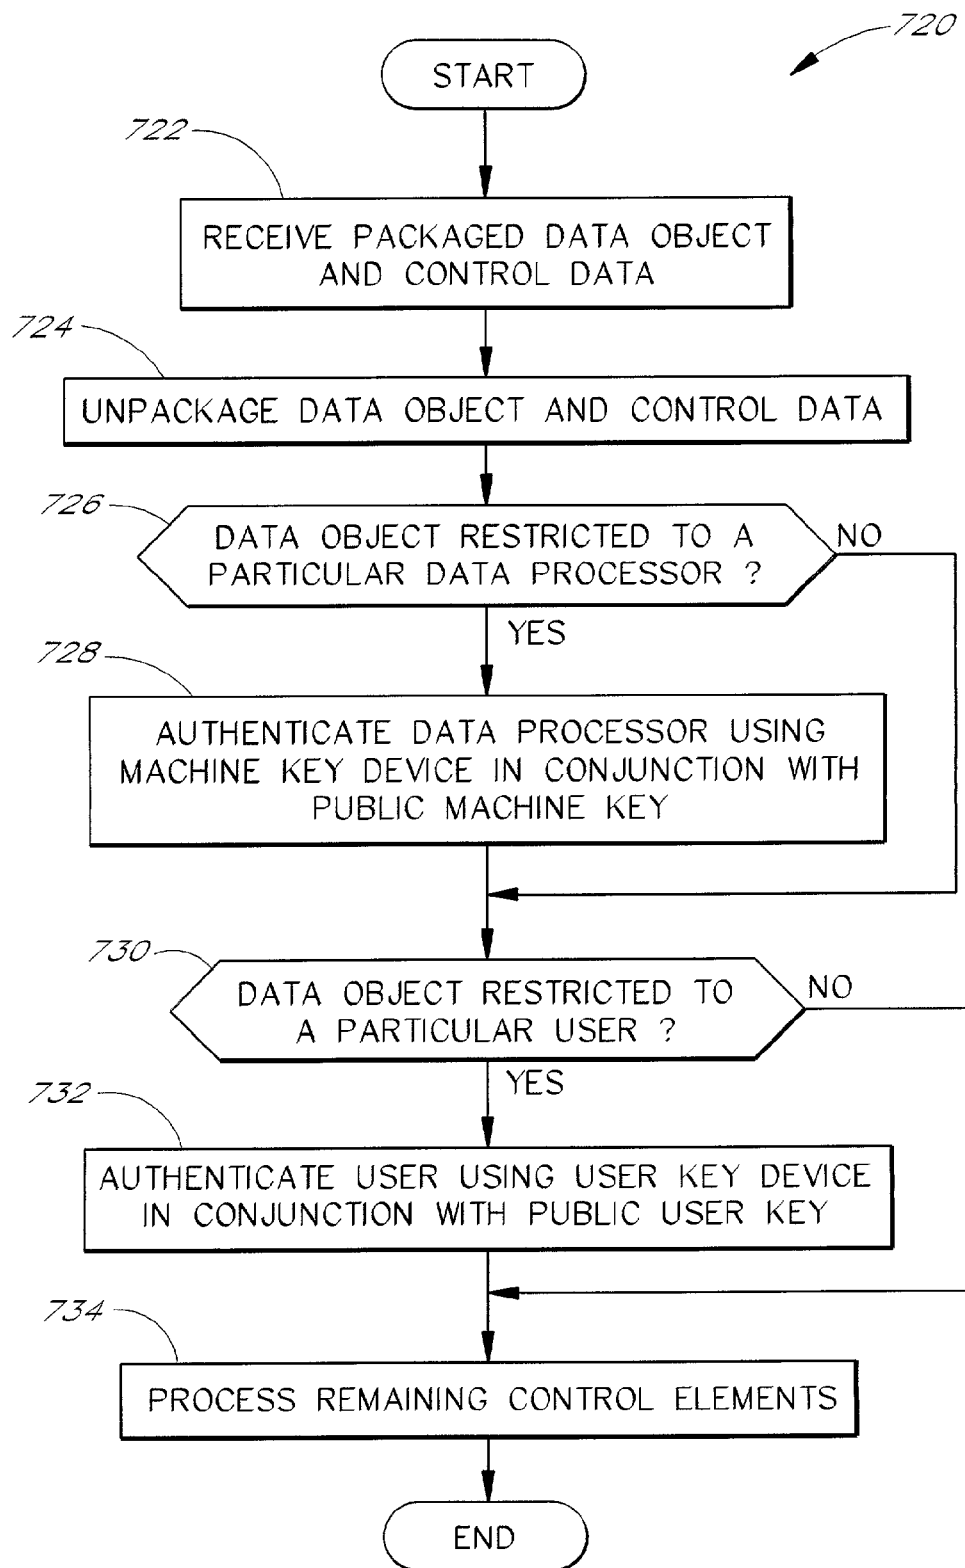 720
START
722
RECEIVE PACKAGED DATA OBJECT
AND CONTROL DATA
724
UNPACKAGE DATA OBJECT AND CONTROL DATA
726
DATA OBJECT RESTRICTED TO A
PARTICULAR DATA PROCESSOR ?
NO
YES
728
AUTHENTICATE DATA PROCESSOR USING
MACHINE KEY DEVICE IN CONJUNCTION WITH
PUBLIC MACHINE KEY
730
DATA OBJECT RESTRICTED TO
A PARTICULAR USER ?
NO
YES
732
AUTHENTICATE USER USING USER KEY DEVICE
IN CONJUNCTION WITH PUBLIC USER KEY
734
PROCESS REMAINING CONTROL ELEMENTS
END